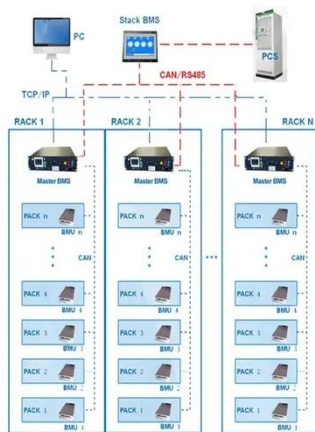 PC
Stack BMS
PCS
CAN/RS485
TCP/IP
RACK 1
RACK 2
RACK N
Master BMS
Master BMS
Master BMS
PACK n
BMU n
PACK n
BMU n
PACK n
BMU n
CAN
CAN
CAN
PACK 4
BMU 4
PACK 4
BMU 4
PACK 4
BMU 4
PACK 3
BMU 3
PACK 3
BMU 3
PACK 3
BMU 3
PACK 2
BMU 2
PACK 2
BMU 2
PACK 2
BMU 2
PACK 1
BMU 1
PACK 1
BMU 1
PACK 1
BMU 1